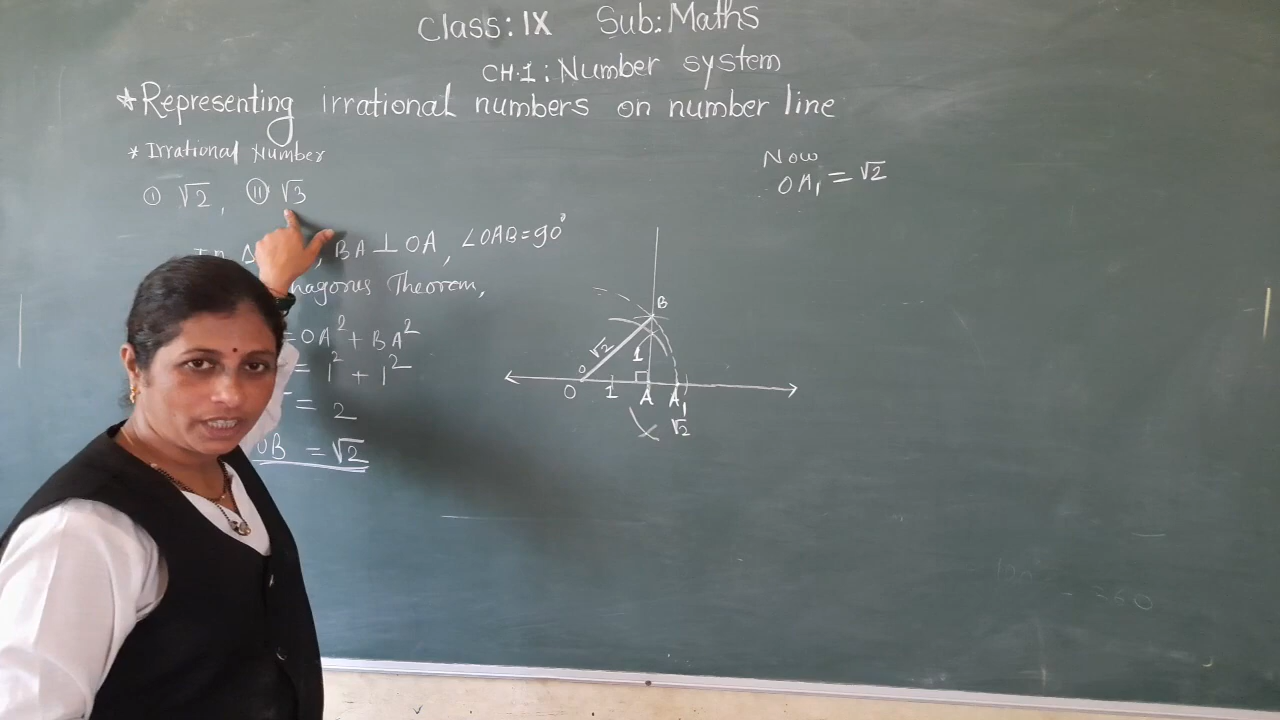 Class: IX Sub: Maths
CH.1: Number system
* Representing irrational numbers on number line
* Irrational Number
(I) √2, (II) √3
Now
OA₁ = √2
In Δ , BA ⊥ OA, ∠OAB = 90°
Theorem,
= OA² + BA²
= 1² + 1²
= 2
OB = √2
B
√2
1
O 1 A A₁
√2